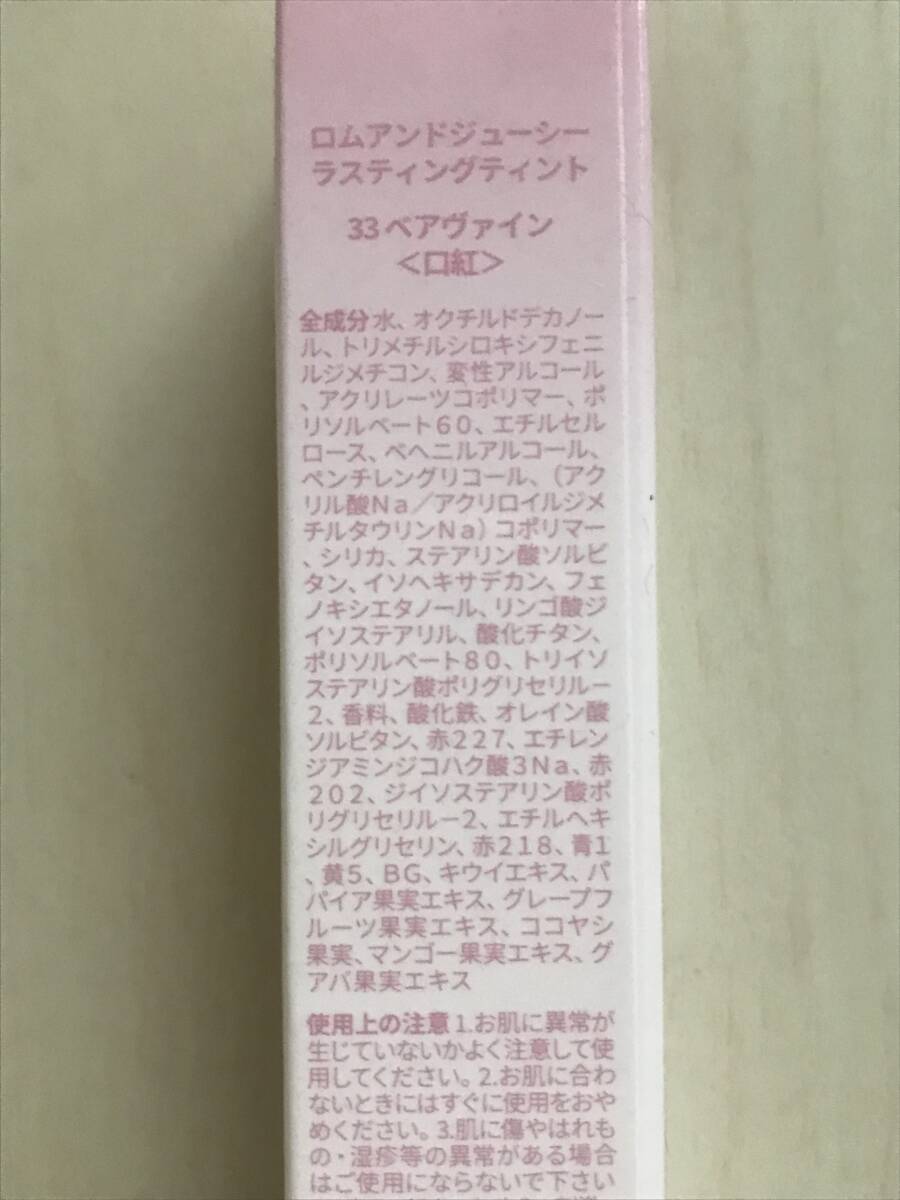 ロムアンドジューシー
ラスティングティント
33 ベアヴァイン
＜口紅＞
全成分 水、オクチルドデカノー
ル、トリメチルシロキシフェニ
ルジメチコン、変性アルコール
、アクリレーツコポリマー、ポ
リソルベート６０、エチルセル
ロース、ベヘニルアルコール、
ペンチレングリコール、（アク
リル酸Ｎａ／アクリロイルジメ
チルタウリンＮａ）コポリマー
、シリカ、ステアリン酸ソルビ
タン、イソヘキサデカン、フェ
ノキシエタノール、リンゴ酸ジ
イソステアリル、酸化チタン、
ポリソルベート８０、トリイソ
ステアリン酸ポリグリセリル－
２、香料、酸化鉄、オレイン酸
ソルビタン、赤２２７、エチレン
ジアミンジコハク酸３Ｎａ、赤
２０２、ジイソステアリン酸ポ
リグリセリル－２、エチルヘキ
シルグリセリン、赤２１８、青１
、黄５、ＢＧ、キウイエキス、パ
パイア果実エキス、グレープフ
ルーツ果実エキス、ココヤシ
果実、マンゴー果実エキス、グ
アバ果実エキス
使用上の注意 1.お肌に異常が
生じていないかよく注意して使
用してください。2.お肌に合わ
ないときにはすぐに使用をおや
めください。3.肌に傷やはれも
の・湿疹等の異常がある場合
はご使用にならないで下さい